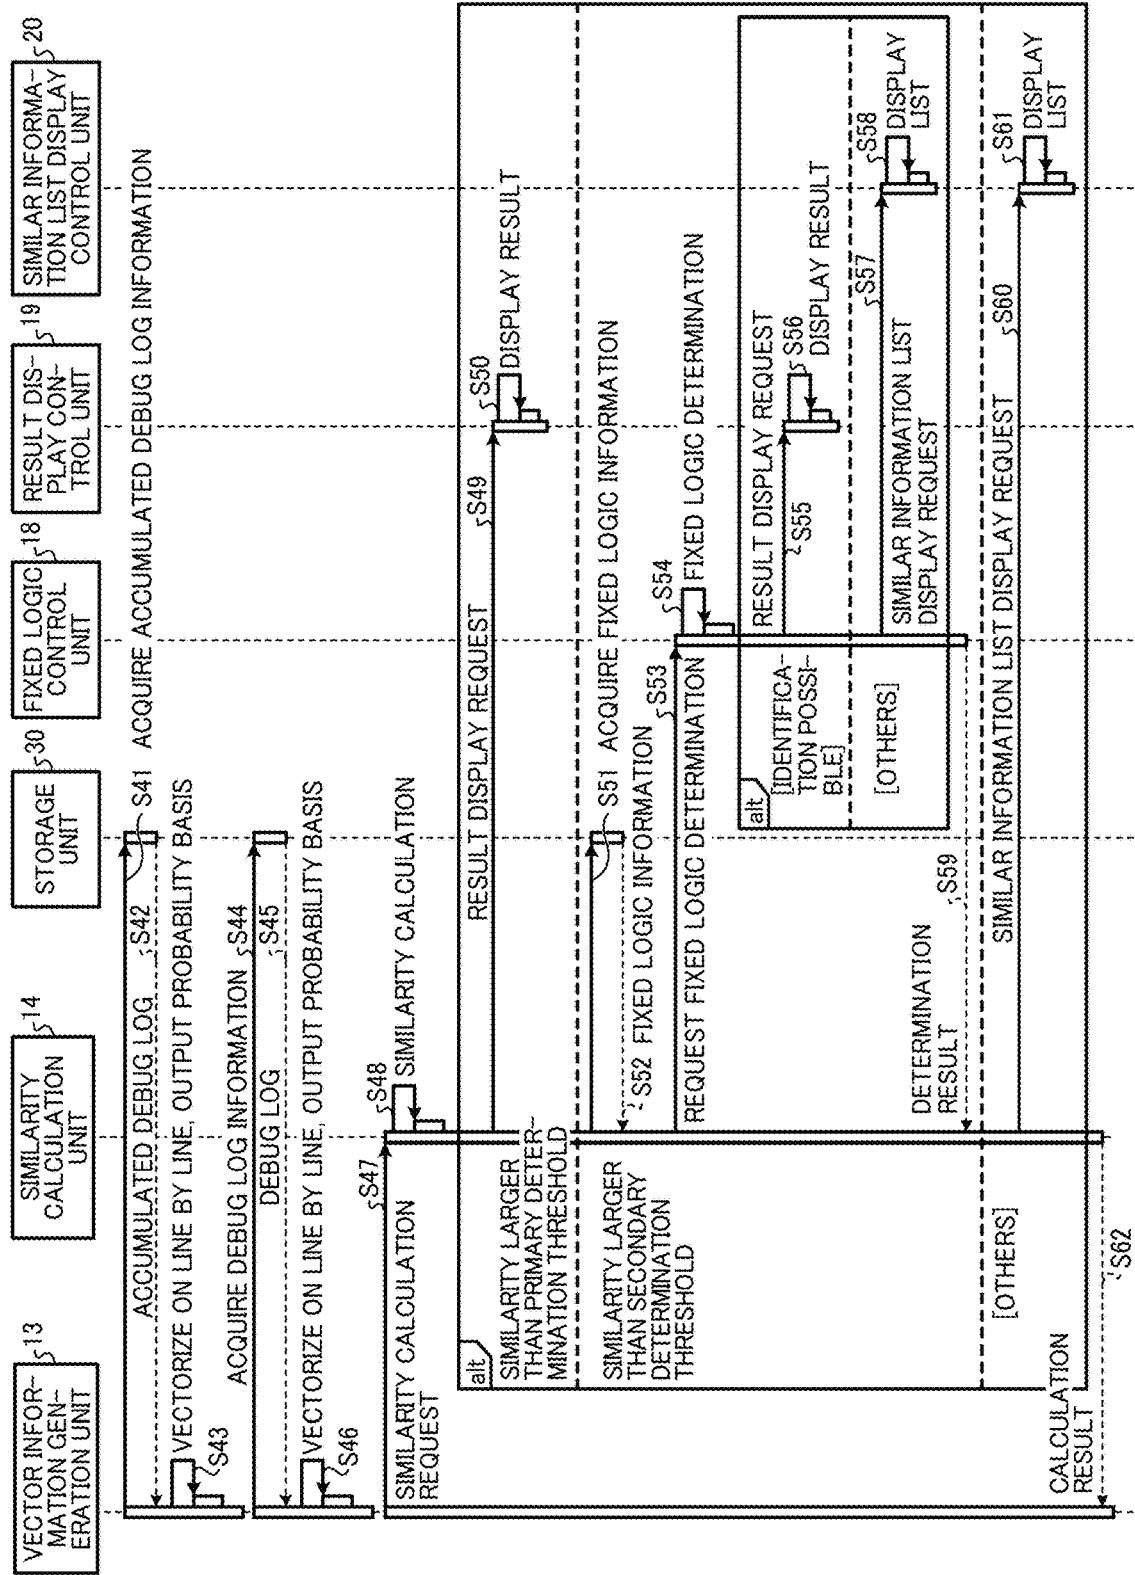 VECTOR INFOR-
MATION GEN-
ERATION UNIT
13
SIMILARITY
CALCULATION
UNIT
14
STORAGE
UNIT
30
FIXED LOGIC
CONTROL
UNIT
18
RESULT DIS-
PLAY CON-
TROL UNIT
19
SIMILAR INFORMA-
TION LIST DISPLAY
CONTROL UNIT
20
S41 ACQUIRE ACCUMULATED DEBUG LOG INFORMATION
ACCUMULATED DEBUG LOG
S42
VECTORIZE ON LINE BY LINE, OUTPUT PROBABILITY BASIS
S43
ACQUIRE DEBUG LOG INFORMATION
S44
DEBUG LOG
S45
VECTORIZE ON LINE BY LINE, OUTPUT PROBABILITY BASIS
S46
SIMILARITY CALCULATION
REQUEST
S47
S48
SIMILARITY CALCULATION
alt
SIMILARITY LARGER
THAN PRIMARY DETER-
MINATION THRESHOLD
RESULT DISPLAY REQUEST
S49
S50
DISPLAY RESULT
SIMILARITY LARGER
THAN SECONDARY
DETERMINATION
THRESHOLD
S51 ACQUIRE FIXED LOGIC INFORMATION
S52 FIXED LOGIC INFORMATION
REQUEST FIXED LOGIC DETERMINATION
S53
S54
FIXED LOGIC DETERMINATION
alt
[IDENTIFICA-
TION POSSI-
BLE]
RESULT DISPLAY REQUEST
S55
S56
DISPLAY RESULT
[OTHERS]
SIMILAR INFORMATION LIST
DISPLAY REQUEST
S57
S58
DISPLAY
LIST
DETERMINATION
RESULT
S59
[OTHERS]
SIMILAR INFORMATION LIST DISPLAY REQUEST
S60
S61
DISPLAY
LIST
CALCULATION
RESULT
S62